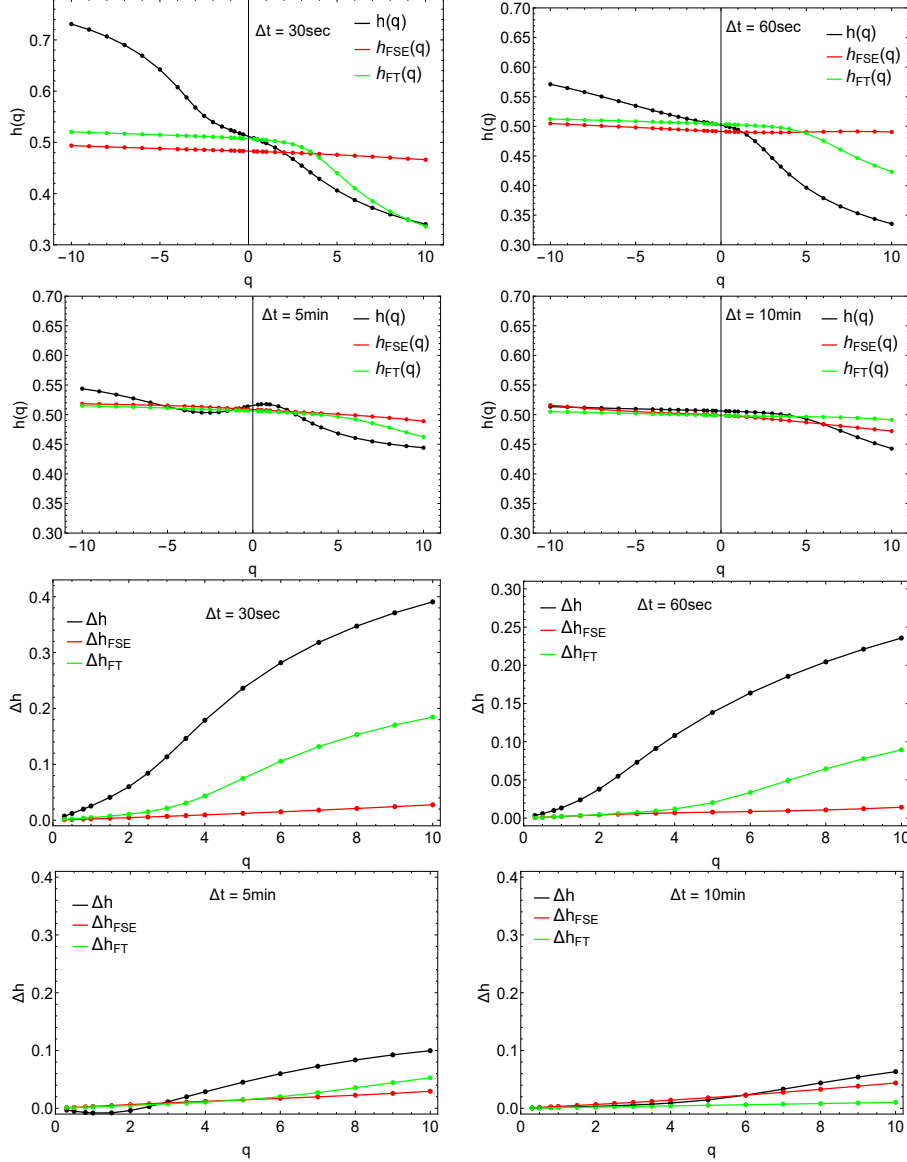 Δt = 30sec
h(q)
hFSE(q)
hFT(q)
0.7
0.6
0.5
0.4
0.3
h(q)
−10 −5 0 5 10
q
Δt = 60sec
h(q)
hFSE(q)
hFT(q)
0.70
0.65
0.60
0.55
0.50
0.45
0.40
0.35
0.30
h(q)
−10 −5 0 5 10
q
Δt = 5min
h(q)
hFSE(q)
hFT(q)
0.70
0.65
0.60
0.55
0.50
0.45
0.40
0.35
0.30
h(q)
−10 −5 0 5 10
q
Δt = 10min
h(q)
hFSE(q)
hFT(q)
0.70
0.65
0.60
0.55
0.50
0.45
0.40
0.35
0.30
h(q)
−10 −5 0 5 10
q
Δt = 30sec
Δh
ΔhFSE
ΔhFT
0.4
0.3
0.2
0.1
0.0
Δh
0 2 4 6 8 10
q
Δt = 60sec
Δh
ΔhFSE
ΔhFT
0.30
0.25
0.20
0.15
0.10
0.05
0.00
Δh
0 2 4 6 8 10
q
Δt = 5min
Δh
ΔhFSE
ΔhFT
0.4
0.3
0.2
0.1
0.0
Δh
0 2 4 6 8 10
q
Δt = 10min
Δh
ΔhFSE
ΔhFT
0.4
0.3
0.2
0.1
0.0
Δh
0 2 4 6 8 10
q